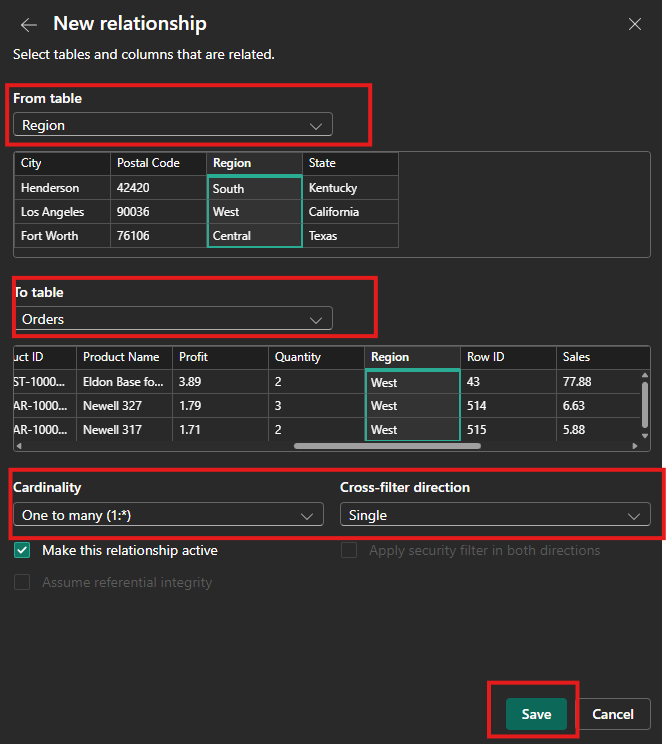 New relationship
Select tables and columns that are related.
From table
Region
City Postal Code Region State
Henderson 42420 South Kentucky
Los Angeles 90036 West California
Fort Worth 76106 Central Texas
To table
Orders
uct ID Product Name Profit Quantity Region Row ID Sales
ST-1000... Eldon Base fo... 3.89 2 West 43 77.88
AR-1000... Newell 327 1.79 3 West 514 6.63
AR-1000... Newell 317 1.71 2 West 515 5.88
Cardinality Cross-filter direction
One to many (1:*) Single
Make this relationship active Apply security filter in both directions
Assume referential integrity
Save Cancel